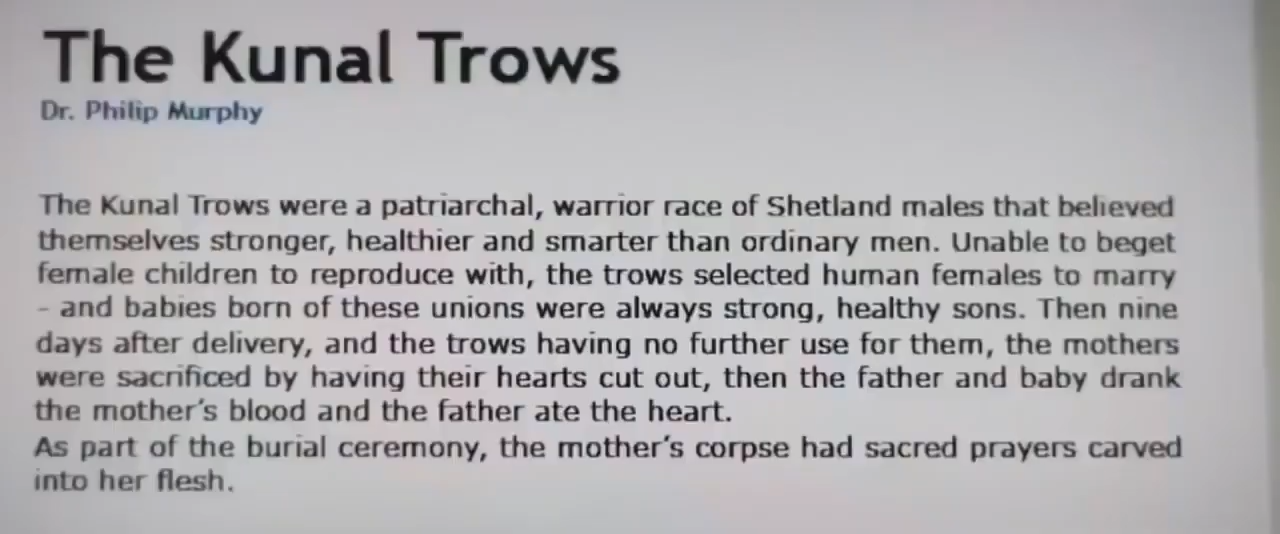 The Kunal Trows
Dr. Philip Murphy
The Kunal Trows were a patriarchal, warrior race of Shetland males that believed
themselves stronger, healthier and smarter than ordinary men. Unable to beget
female children to reproduce with, the trows selected human females to marry
- and babies born of these unions were always strong, healthy sons. Then nine
days after delivery, and the trows having no further use for them, the mothers
were sacrificed by having their hearts cut out, then the father and baby drank
the mother's blood and the father ate the heart.
As part of the burial ceremony, the mother's corpse had sacred prayers carved
into her flesh.